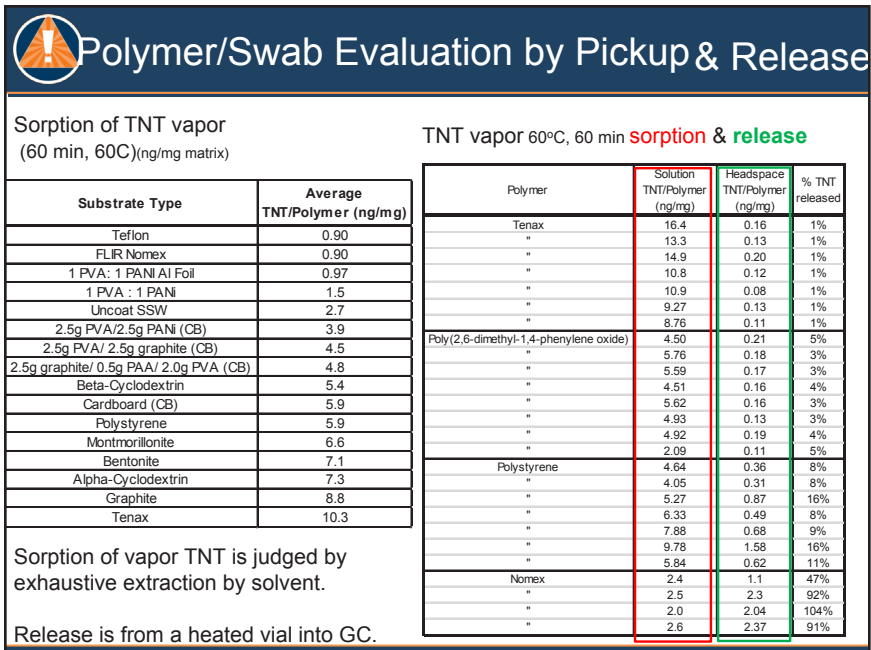 Polymer/Swab Evaluation by Pickup & Release
Sorption of TNT vapor
(60 min, 60C)(ng/mg matrix)
Substrate Type Average TNT/Polymer (ng/mg)
Teflon 0.90
FLIR Nomex 0.90
1 PVA: 1 PANI Al Foil 0.97
1 PVA : 1 PANi 1.5
Uncoat SSW 2.7
2.5g PVA/2.5g PANi (CB) 3.9
2.5g PVA/ 2.5g graphite (CB) 4.5
2.5g graphite/ 0.5g PAA/ 2.0g PVA (CB) 4.8
Beta-Cyclodextrin 5.4
Cardboard (CB) 5.9
Polystyrene 5.9
Montmorillonite 6.6
Bentonite 7.1
Alpha-Cyclodextrin 7.3
Graphite 8.8
Tenax 10.3
Sorption of vapor TNT is judged by
exhaustive extraction by solvent.
Release is from a heated vial into GC.
TNT vapor 60°C, 60 min sorption & release
Polymer Solution TNT/Polymer (ng/mg) Headspace TNT/Polymer (ng/mg) % TNT released
Tenax 16.4 0.16 1%
" 13.3 0.13 1%
" 14.9 0.20 1%
" 10.8 0.12 1%
" 10.9 0.08 1%
" 9.27 0.13 1%
" 8.76 0.11 1%
Poly(2,6-dimethyl-1,4-phenylene oxide) 4.50 0.21 5%
" 5.76 0.18 3%
" 5.59 0.17 3%
" 4.51 0.16 4%
" 5.62 0.16 3%
" 4.93 0.13 3%
" 4.92 0.19 4%
" 2.09 0.11 5%
Polystyrene 4.64 0.36 8%
" 4.05 0.31 8%
" 5.27 0.87 16%
" 6.33 0.49 8%
" 7.88 0.68 9%
" 9.78 1.58 16%
" 5.84 0.62 11%
Nomex 2.4 1.1 47%
" 2.5 2.3 92%
" 2.0 2.04 104%
" 2.6 2.37 91%